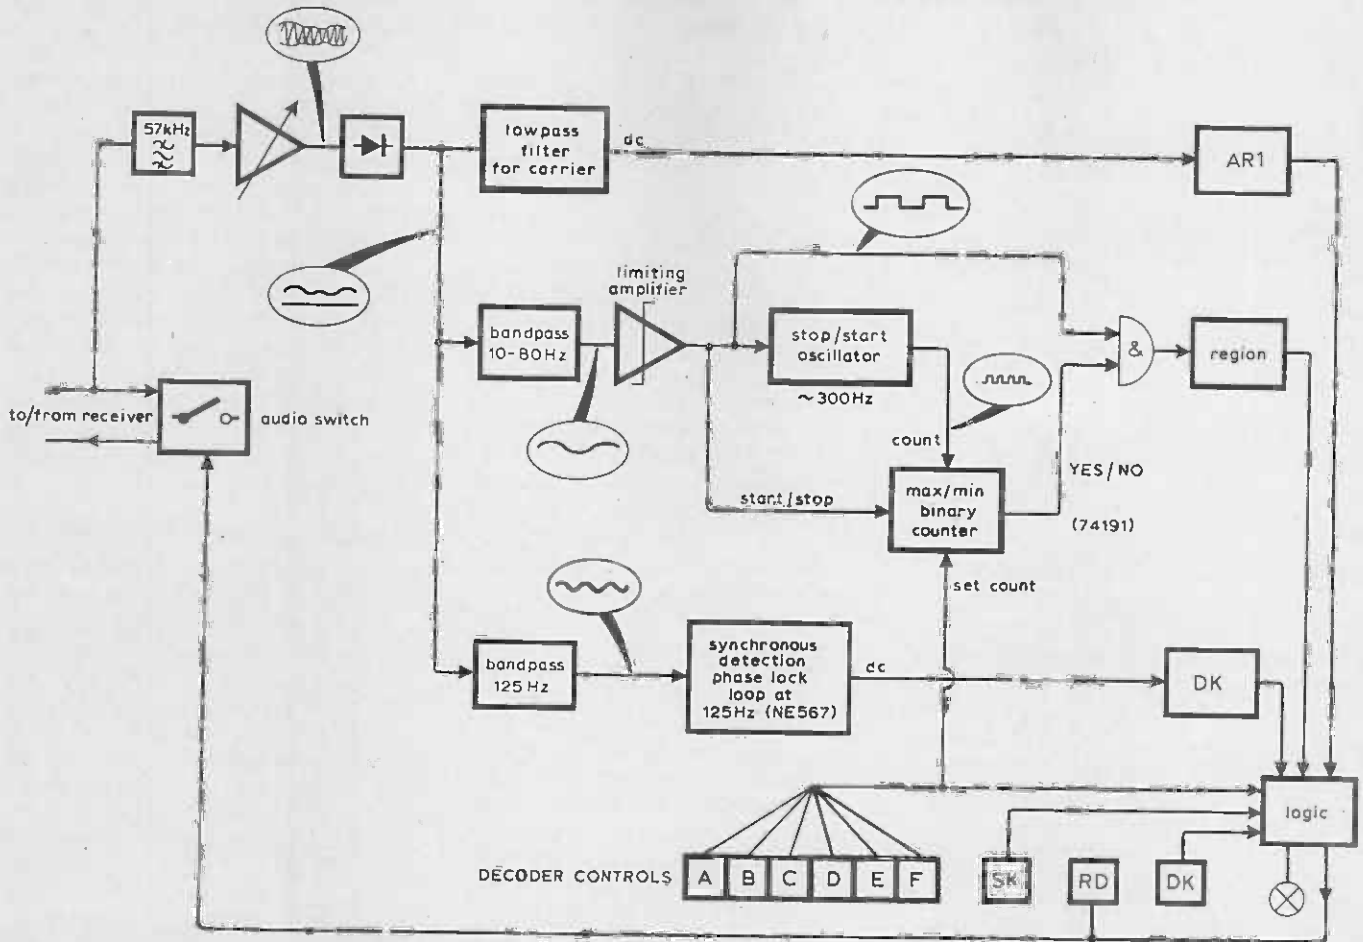 57kHz
lowpass
filter
for carrier
dc
AR1
limiting
amplifier
bandpass
10-80Hz
stop/start
oscillator
~300Hz
&
region
to/from receiver
audio switch
count
YES/NO
start/stop
max/min
binary
counter
(74191)
set count
bandpass
125Hz
synchronous
detection
phase lock
loop at
125Hz (NE567)
dc
DK
logic
DECODER CONTROLS
A B C D E F
SK
RD
DK